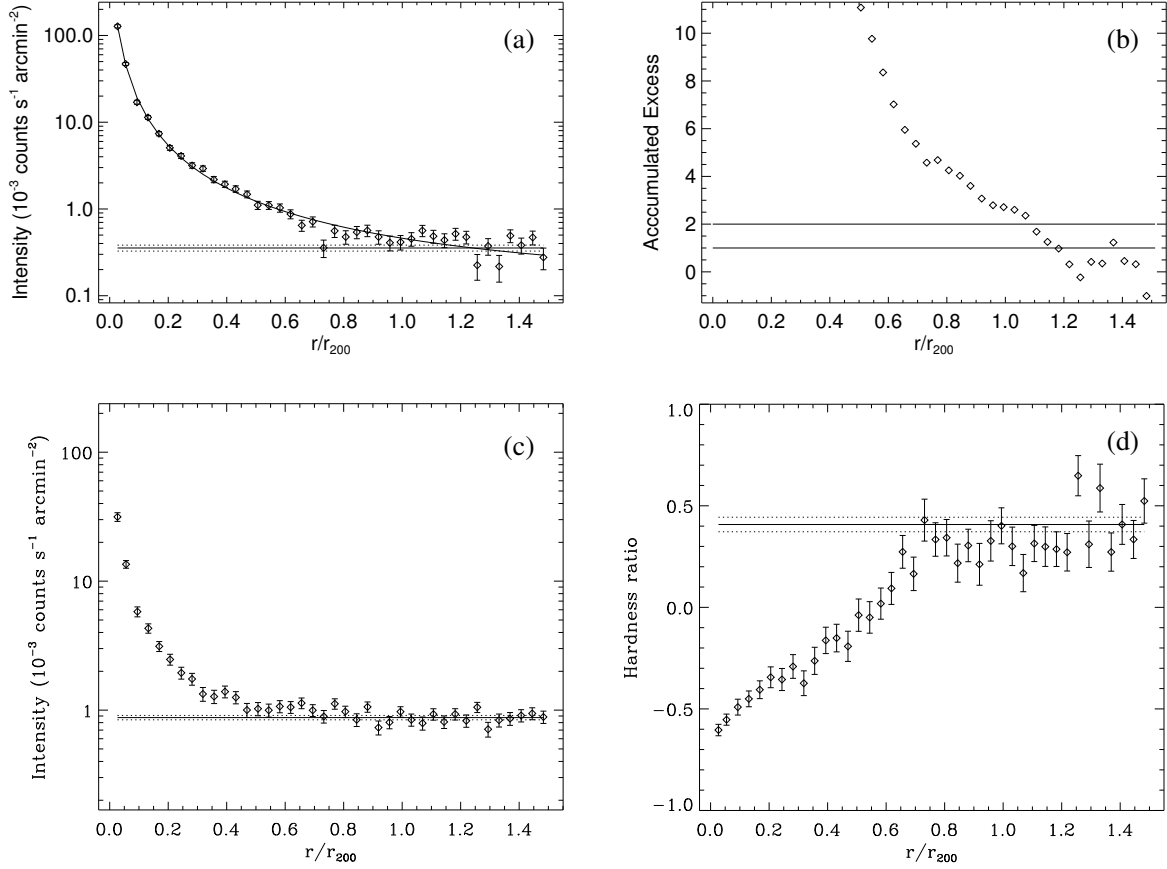 (a)
Intensity (10⁻³ counts s⁻¹ arcmin⁻²)
100.0
10.0
1.0
0.1
0.0 0.2 0.4 0.6 0.8 1.0 1.2 1.4
r/r₂₀₀
(b)
Acccumulated Excess
10
8
6
4
2
0
0.0 0.2 0.4 0.6 0.8 1.0 1.2 1.4
r/r₂₀₀
(c)
Intensity (10⁻³ counts s⁻¹ arcmin⁻²)
100
10
1
0.0 0.2 0.4 0.6 0.8 1.0 1.2 1.4
r/r₂₀₀
(d)
Hardness ratio
1.0
0.5
0.0
−0.5
−1.0
0.0 0.2 0.4 0.6 0.8 1.0 1.2 1.4
r/r₂₀₀